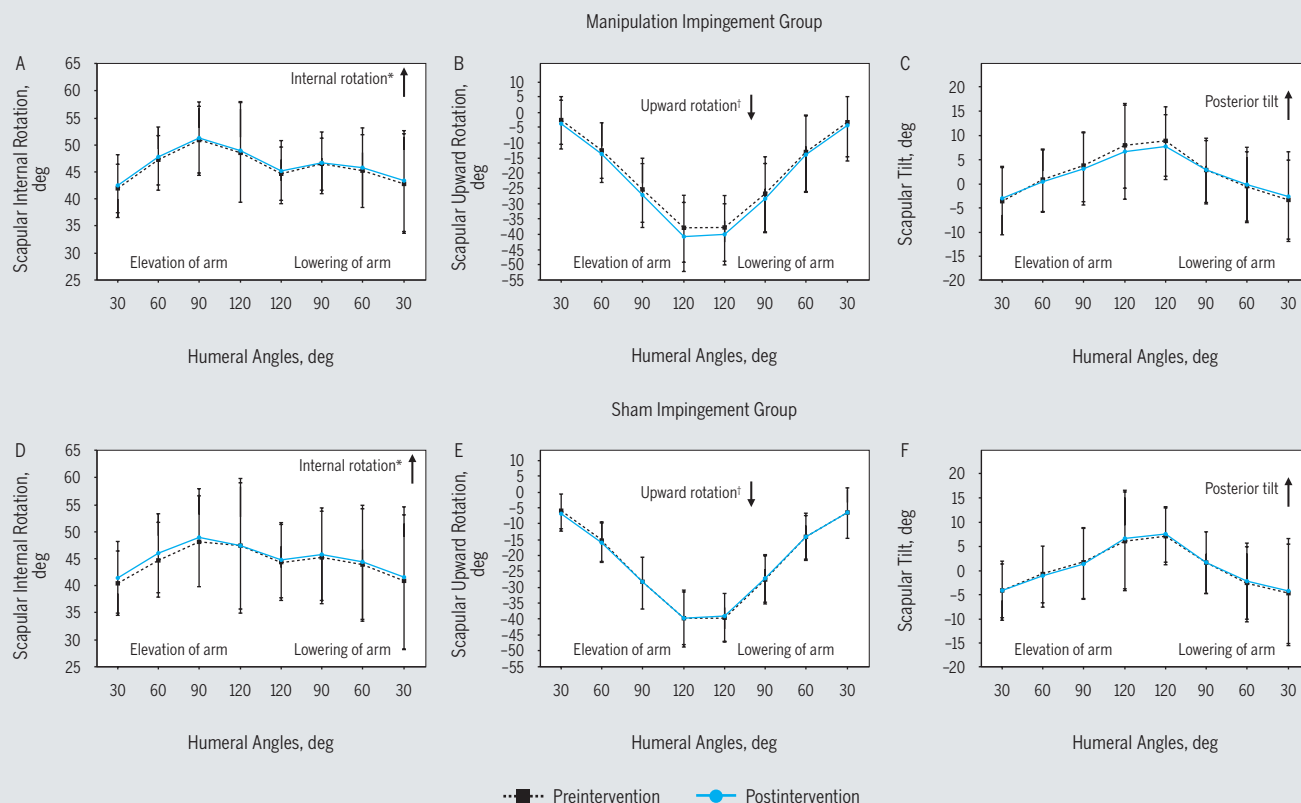 Manipulation Impingement Group
A
Scapular Internal Rotation,
deg
65
60
55
50
45
40
35
30
25
Internal rotation*
Elevation of arm
Lowering of arm
30 60 90 120 120 90 60 30
Humeral Angles, deg
B
Scapular Upward Rotation,
deg
10
5
0
−5
−10
−15
−20
−25
−30
−35
−40
−45
−50
−55
Upward rotation†
Elevation of arm
Lowering of arm
30 60 90 120 120 90 60 30
Humeral Angles, deg
C
Scapular Tilt, deg
20
15
10
5
0
−5
−10
−15
−20
Posterior tilt
Elevation of arm
Lowering of arm
30 60 90 120 120 90 60 30
Humeral Angles, deg
Sham Impingement Group
D
Scapular Internal Rotation,
deg
65
60
55
50
45
40
35
30
25
Internal rotation*
Elevation of arm
Lowering of arm
30 60 90 120 120 90 60 30
Humeral Angles, deg
E
Scapular Upward Rotation,
deg
10
5
0
−5
−10
−15
−20
−25
−30
−35
−40
−45
−50
−55
Upward rotation†
Elevation of arm
Lowering of arm
30 60 90 120 120 90 60 30
Humeral Angles, deg
F
Scapular Tilt, deg
20
15
10
5
0
−5
−10
−15
−20
Posterior tilt
Elevation of arm
Lowering of arm
30 60 90 120 120 90 60 30
Humeral Angles, deg
Preintervention
Postintervention